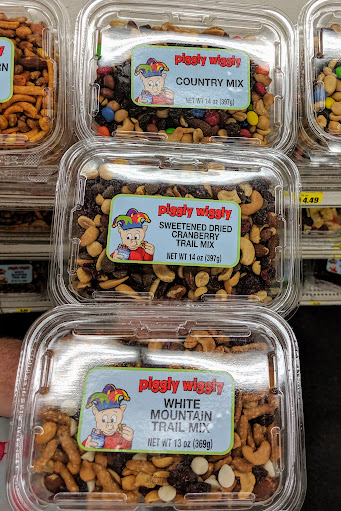 piggly wiggly
COUNTRY MIX
NET WT 14 oz (397g)
RN
4.49
piggly wiggly
SWEETENED DRIED
CRANBERRY
TRAIL MIX
NET WT 14 oz (397g)
piggly wiggly
WHITE
MOUNTAIN
TRAIL MIX
NET WT 13 oz (369g)